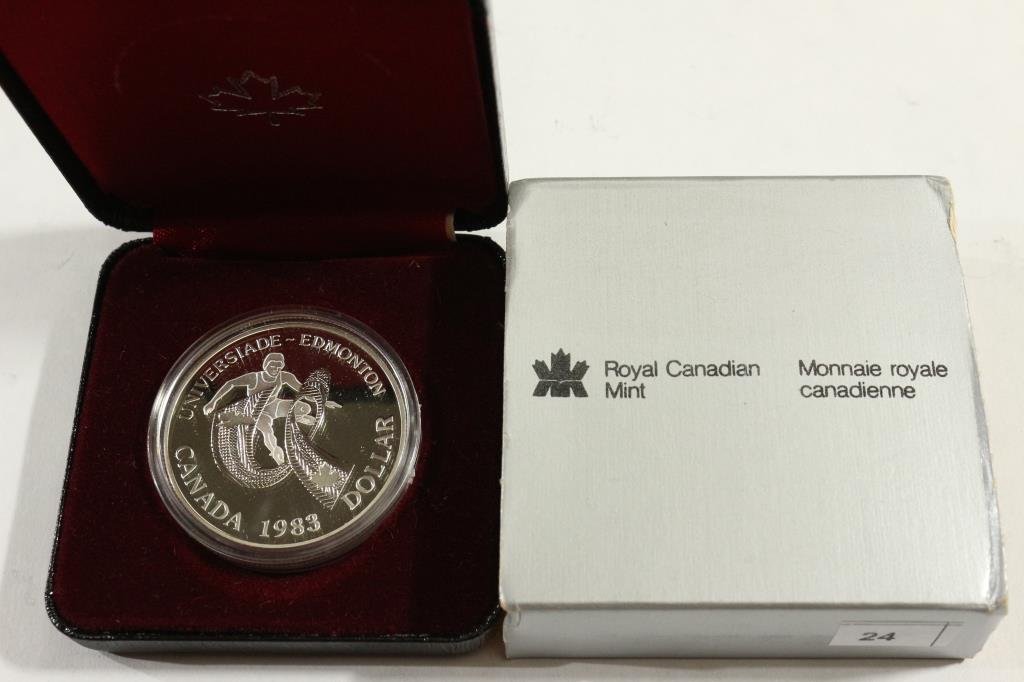 UNIVERSIADE ~ EDMONTON
CANADA 1983 DOLLAR
Royal Canadian
Mint
Monnaie royale
canadienne
24